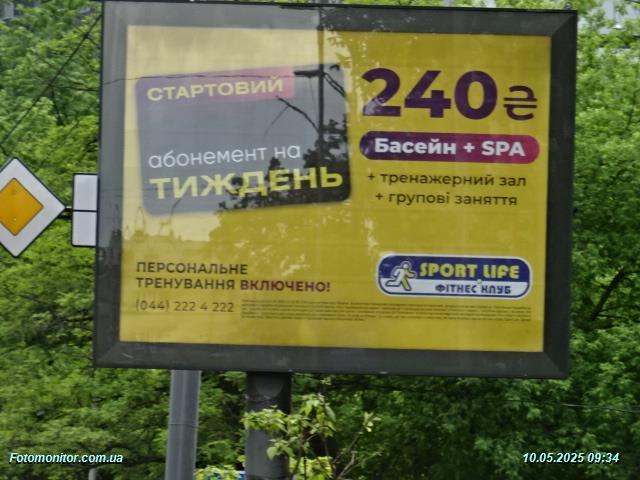 СТАРТОВИЙ
абонемент на
ТИЖДЕНЬ
240₴
Басейн + SPA
+ тренажерний зал
+ групові заняття
ПЕРСОНАЛЬНЕ
ТРЕНУВАННЯ ВКЛЮЧЕНО!
(044) 222 4 222
SPORT LIFE
ФІТНЕС КЛУБ
Fotomonitor.com.ua
10.05.2025 09:34